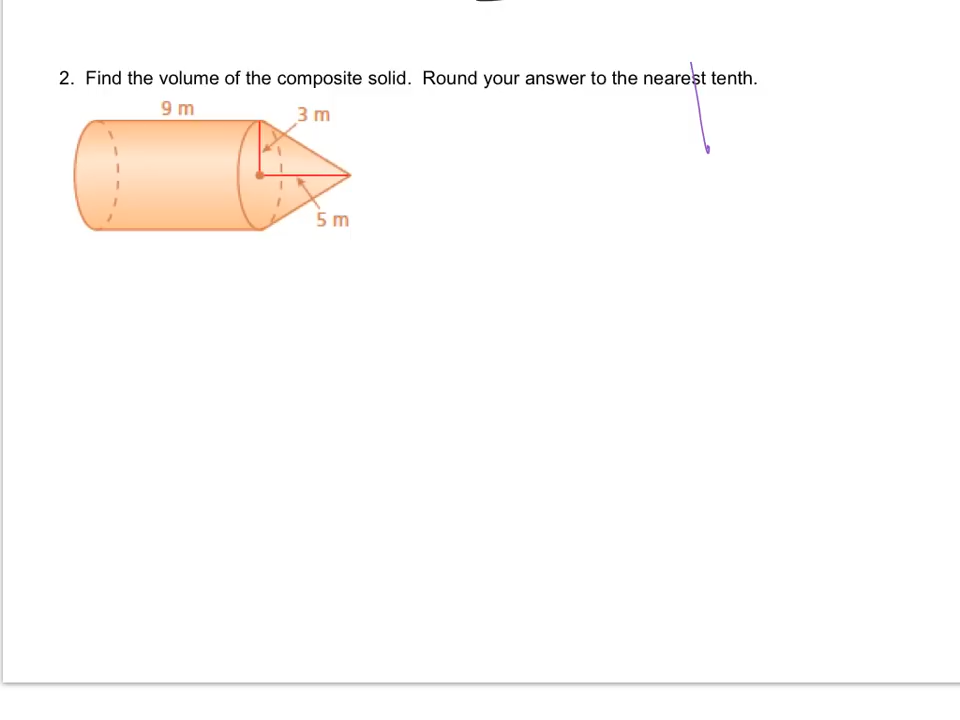 2. Find the volume of the composite solid. Round your answer to the nearest tenth.
9 m
3 m
5 m